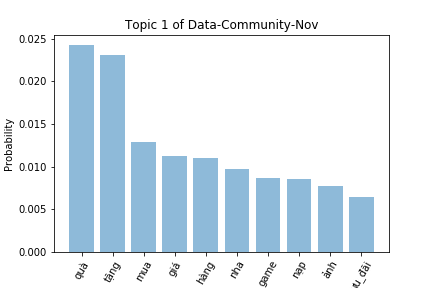 Topic 1 of Data-Community-Nov
Probability
0.025
0.020
0.015
0.010
0.005
0.000
quà
tặng
mua
giá
hàng
nha
game
nạp
ảnh